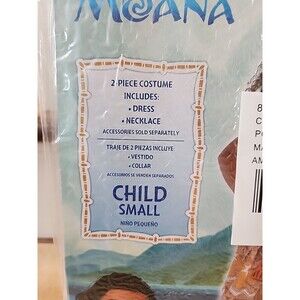 MOANA
2-PIECE COSTUME
INCLUDES:
• DRESS
• NECKLACE
ACCESSORIES SOLD SEPARATELY
TRAJE DE 2 PIEZAS INCLUYE
• VESTIDO
• COLLAR
ACCESORIOS SE VENDEN SEPARADOS
CHILD
SMALL
NIÑO PEQUEÑO